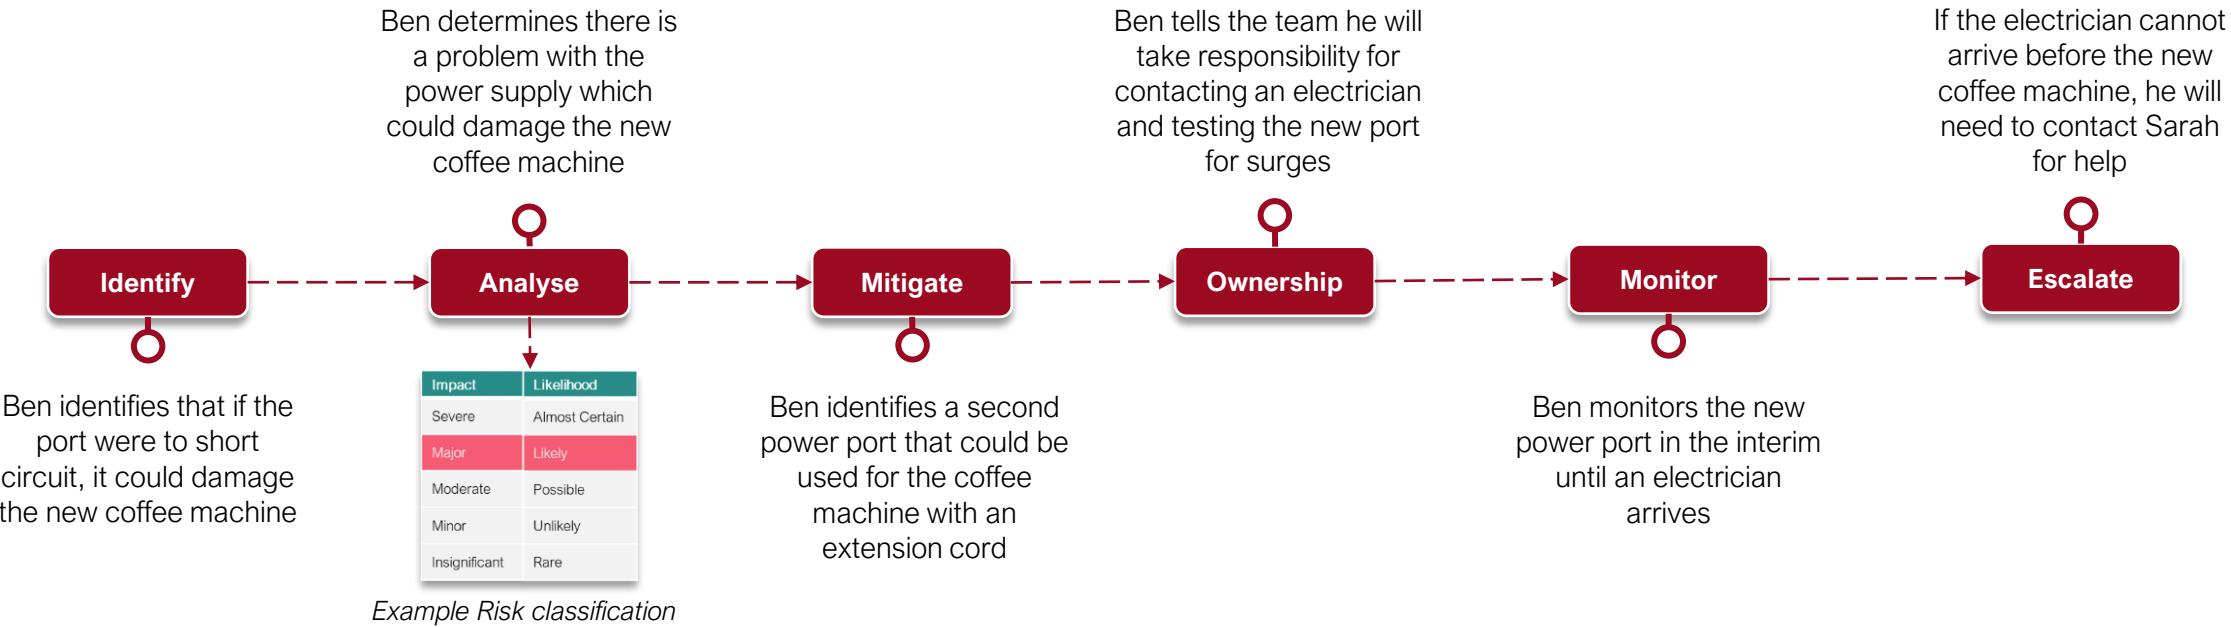 Ben determines there is
a problem with the
power supply which
could damage the new
coffee machine
Ben tells the team he will
take responsibility for
contacting an electrician
and testing the new port
for surges
If the electrician cannot
arrive before the new
coffee machine, he will
need to contact Sarah
for help
Identify
Analyse
Mitigate
Ownership
Monitor
Escalate
Ben identifies that if the
port were to short
circuit, it could damage
the new coffee machine
Impact Likelihood
Severe Almost Certain
Major Likely
Moderate Possible
Minor Unlikely
Insignificant Rare
Example Risk classification
Ben identifies a second
power port that could be
used for the coffee
machine with an
extension cord
Ben monitors the new
power port in the interim
until an electrician
arrives